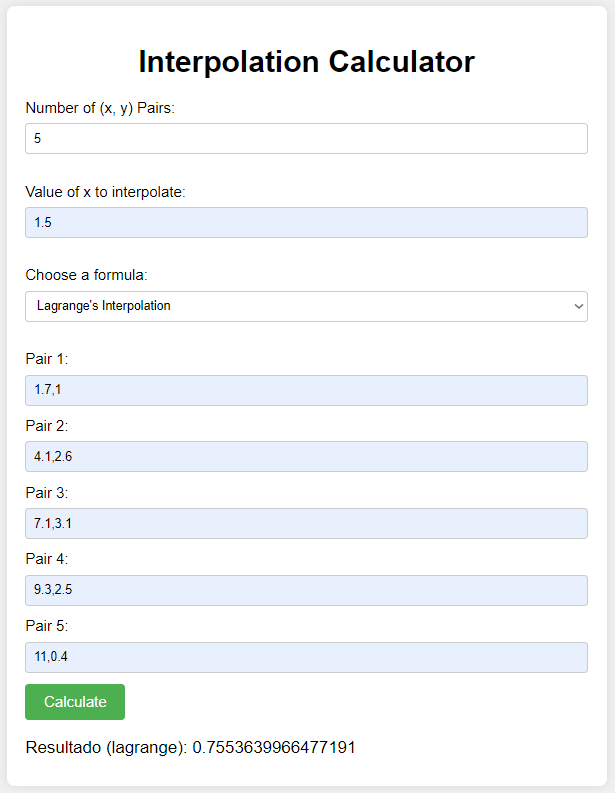 Interpolation Calculator
Number of (x, y) Pairs:
5
Value of x to interpolate:
1.5
Choose a formula:
Lagrange's Interpolation
Pair 1:
1.7,1
Pair 2:
4.1,2.6
Pair 3:
7.1,3.1
Pair 4:
9.3,2.5
Pair 5:
11,0.4
Calculate
Resultado (lagrange): 0.7553639966477191